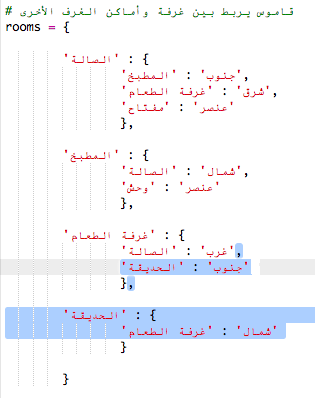 # قاموس يربط بين غرفة وأماكن الغرف الأخرى
rooms = {
'الصالة' : {
'جنوب' : 'المطبخ',
'شرق' : 'غرفة الطعام',
'عنصر' : 'مفتاح'
},
'المطبخ' : {
'شمال' : 'الصالة',
'عنصر' : 'وحش'
},
'غرفة الطعام' : {
'غرب' : 'الصالة',
'جنوب' : 'الحديقة'
},
'الحديقة' : {
'شمال' : 'غرفة الطعام'
}
}